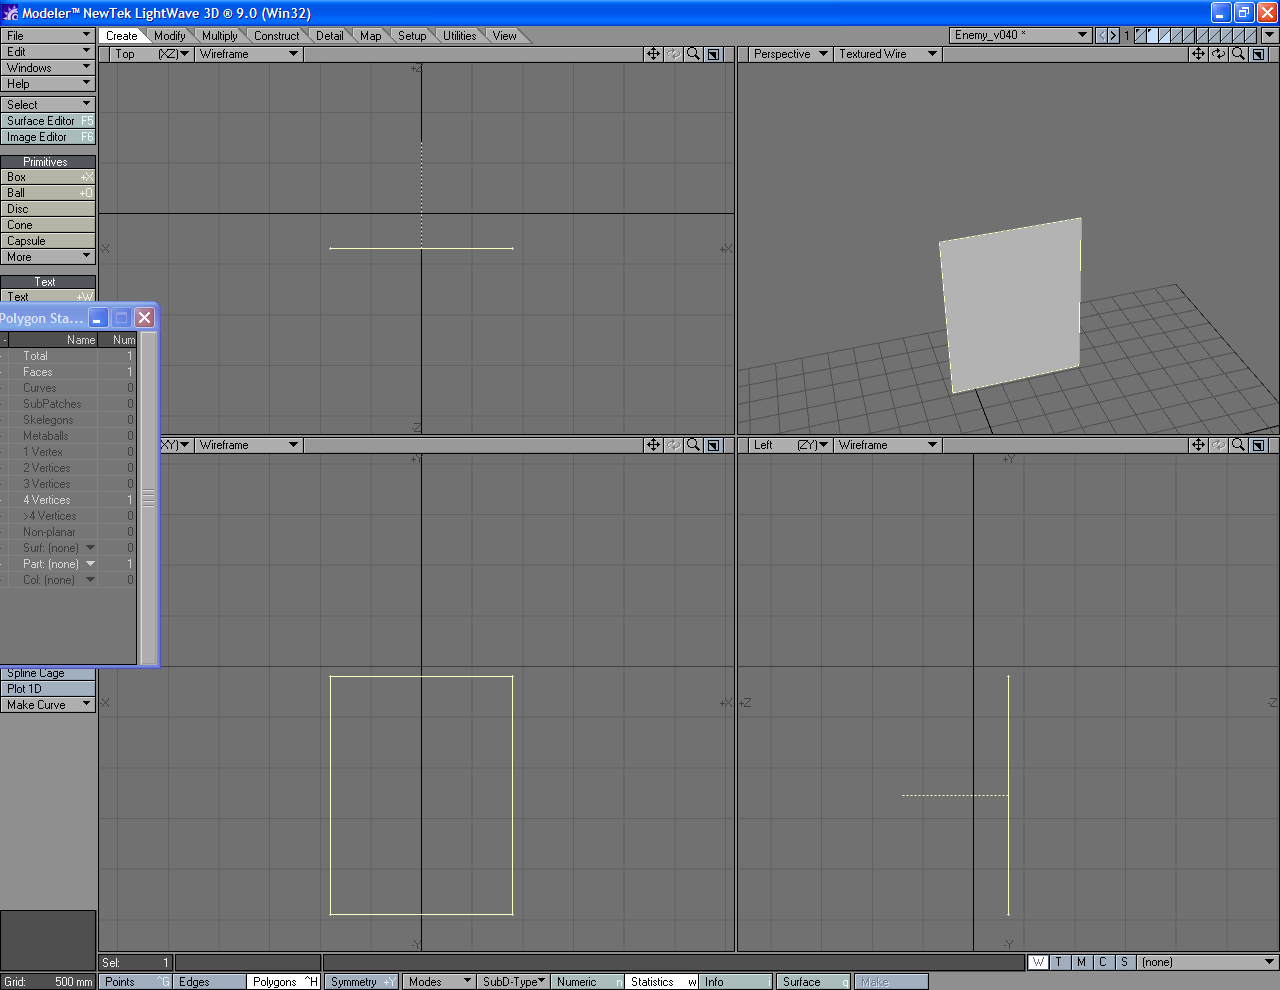 Modeler™ NewTek LightWave 3D ® 9.0 (Win32)
File
Create Modify Multiply Construct Detail Map Setup Utilities View
Enemy_v040 *
1
Edit
Windows
Help
Top (XZ) Wireframe
Perspective Textured Wire
+Z
Select
Surface Editor F5
Image Editor F6
Primitives
Box +X
Ball +O
Disc
Cone
Capsule
More
-X
+X
Text
Text +W
Polygon Sta...
- Name Num
Total 1
Faces 1
Curves 0
SubPatches 0
Skelegons 0
Metaballs 0
1 Vertex 0
2 Vertices 0
3 Vertices 0
4 Vertices 1
>4 Vertices 0
Non-planar 0
Surf: (none) 0
Part: (none) 1
Col: (none) 0
-Z
XY) Wireframe
Left (ZY) Wireframe
+Y
+Y
Spline Cage
Plot 1D
Make Curve
-X
+X
+Z
-Z
-Y
-Y
Sel: 1
W T M C S (none)
Grid: 500 mm
Points ^G Edges Polygons ^H Symmetry +Y Modes SubD-Type Numeric n Statistics w Info i Surface q Make